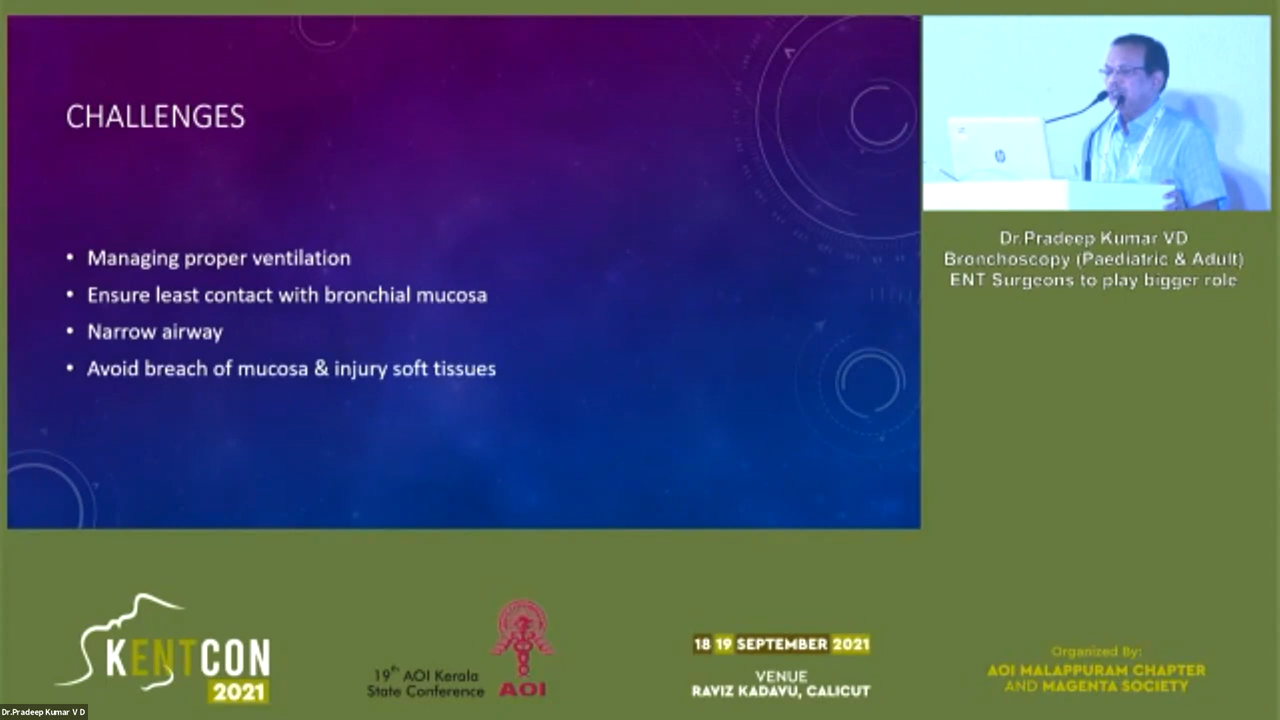 CHALLENGES
• Managing proper ventilation
• Ensure least contact with bronchial mucosa
• Narrow airway
• Avoid breach of mucosa & injury soft tissues
Dr.Pradeep Kumar VD
Bronchoscopy (Paediatric & Adult)
ENT Surgeons to play bigger role
KENTCON
2021
19th AOI Kerala
State Conference
AOI
18 19 SEPTEMBER 2021
VENUE
RAVIZ KADAVU, CALICUT
Organized By:
AOI MALAPPURAM CHAPTER
AND MAGENTA SOCIETY
Dr.Pradeep Kumar V D